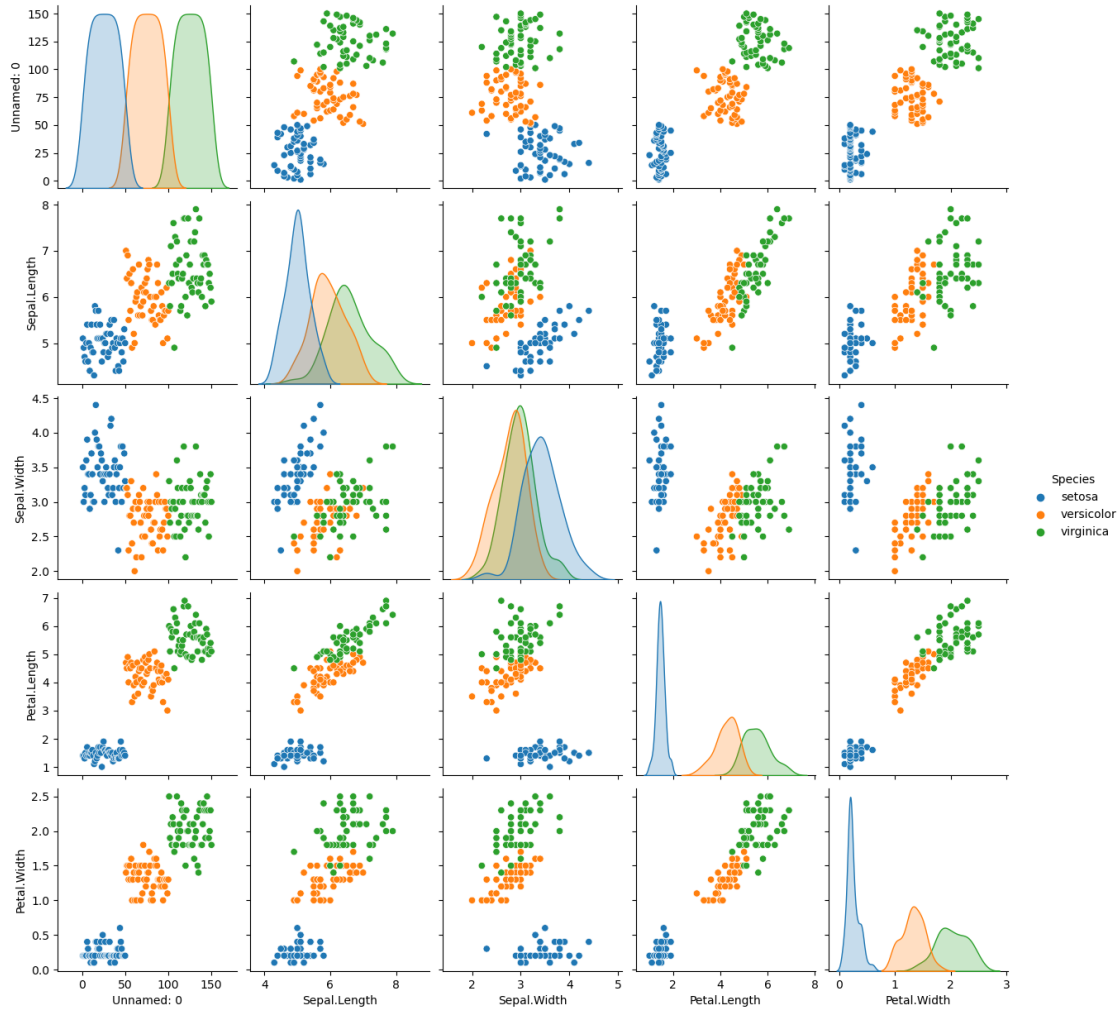 150
125
100
75
50
25
0
Unnamed: 0
8
7
6
5
Sepal.Length
4.5
4.0
3.5
3.0
2.5
2.0
Sepal.Width
Species
setosa
versicolor
virginica
7
6
5
4
3
2
1
Petal.Length
2.5
2.0
1.5
1.0
0.5
0.0
Petal.Width
0 50 100 150
4 6 8
2 3 4 5
2 4 6 8
0 1 2 3
Unnamed: 0
Sepal.Length
Sepal.Width
Petal.Length
Petal.Width